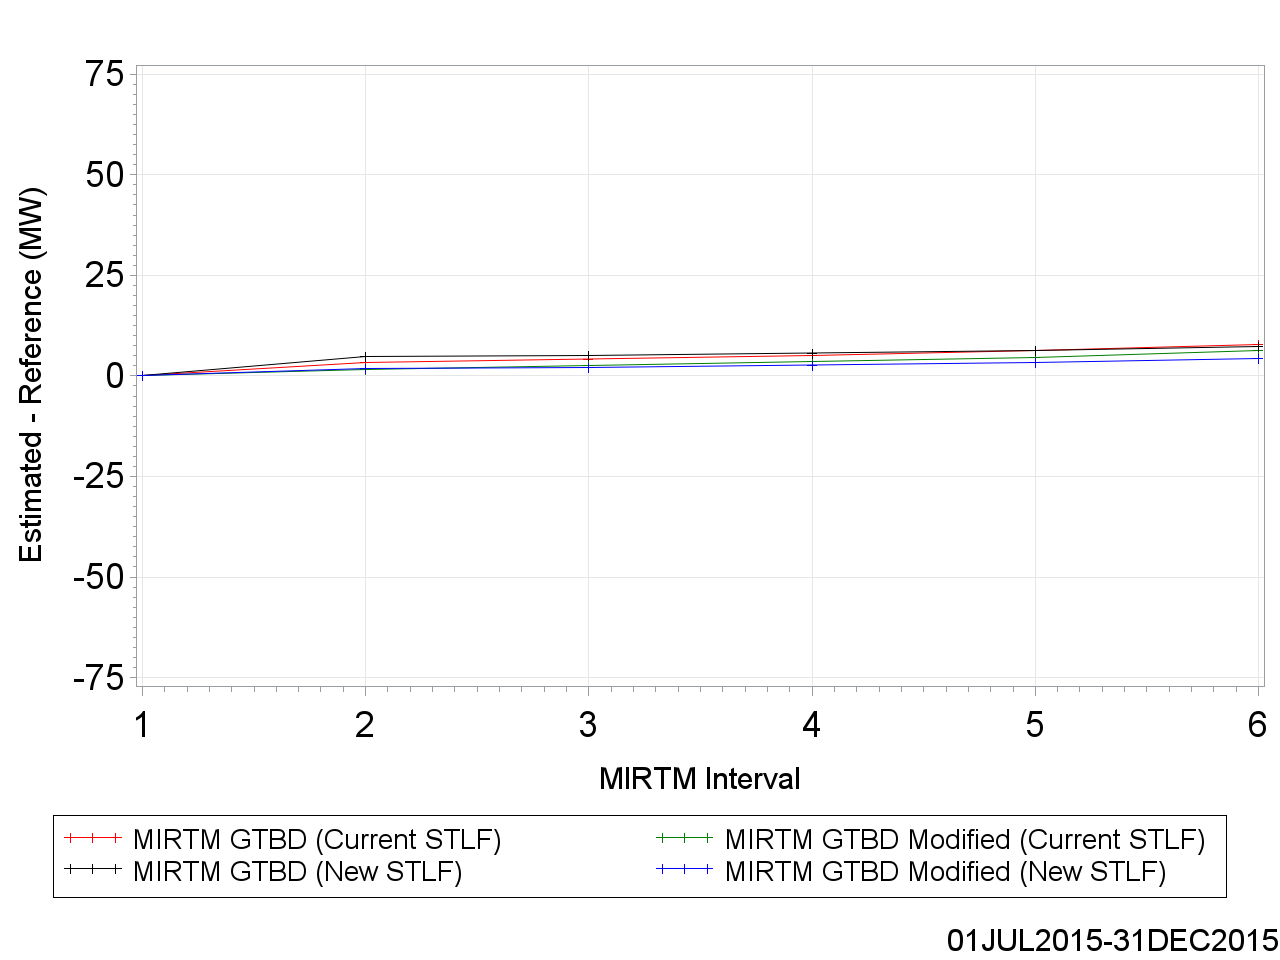 75
50
25
0
-25
-50
-75
Estimated - Reference (MW)
1 2 3 4 5 6
MIRTM Interval
MIRTM GTBD (Current STLF) MIRTM GTBD Modified (Current STLF)
MIRTM GTBD (New STLF) MIRTM GTBD Modified (New STLF)
01JUL2015-31DEC2015